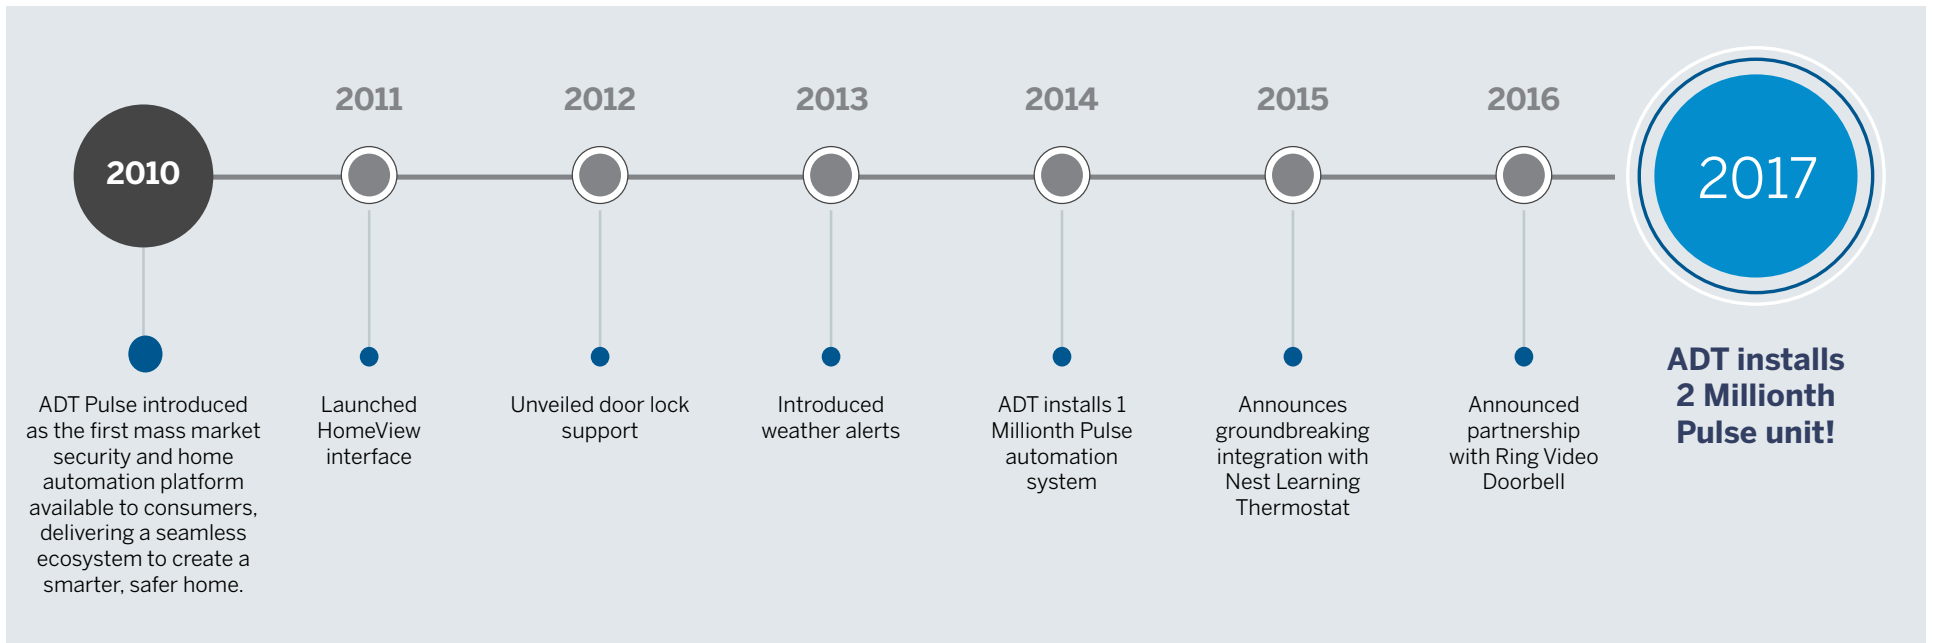 2010
ADT Pulse introduced
as the first mass market
security and home
automation platform
available to consumers,
delivering a seamless
ecosystem to create a
smarter, safer home.
2011
Launched
HomeView
interface
2012
Unveiled door lock
support
2013
Introduced
weather alerts
2014
ADT installs 1
Millionth Pulse
automation
system
2015
Announces
groundbreaking
integration with
Nest Learning
Thermostat
2016
Announced
partnership
with Ring Video
Doorbell
2017
ADT installs
2 Millionth
Pulse unit!